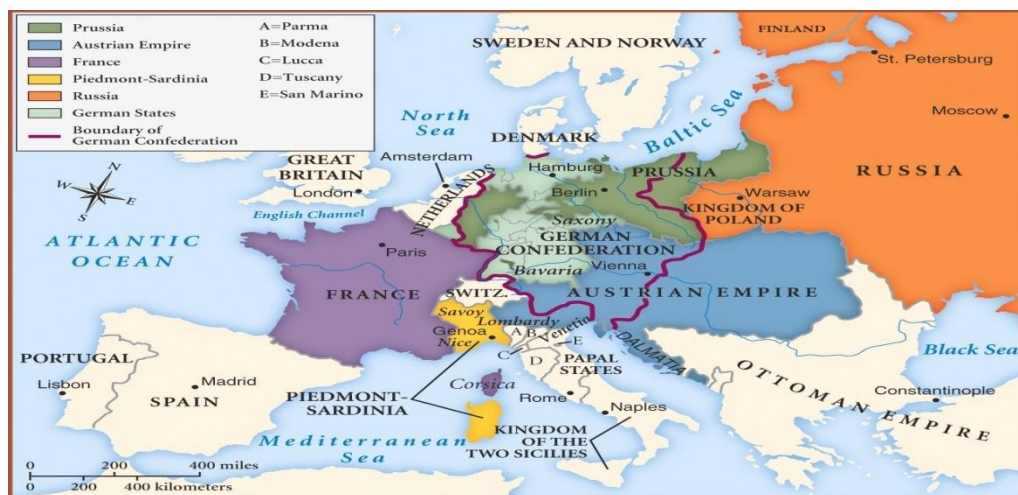 Prussia
Austrian Empire
France
Piedmont-Sardinia
Russia
German States
Boundary of
German Confederation
A=Parma
B=Modena
C=Lucca
D=Tuscany
E=San Marino
N
W
E
S
SWEDEN AND NORWAY
FINLAND
St. Petersburg
Moscow
North
Sea
Baltic Sea
DENMARK
GREAT
BRITAIN
London
Amsterdam
NETHERLANDS
Hamburg
Berlin
PRUSSIA
RUSSIA
Warsaw
KINGDOM OF
POLAND
English Channel
ATLANTIC
OCEAN
Paris
FRANCE
Saxony
GERMAN
CONFEDERATION
Bavaria
Vienna
AUSTRIAN EMPIRE
SWITZ.
Savoy
Lombardy
Venetia
Genoa
Nice
A
B
C
D
E
DALMATIA
PAPAL
STATES
Black Sea
PORTUGAL
Lisbon
Madrid
SPAIN
Corsica
PIEDMONT-
SARDINIA
Rome
Naples
OTTOMAN EMPIRE
Constantinople
KINGDOM
OF THE
TWO SICILIES
Mediterranean
Sea
0 200 400 miles
0 200 400 kilometers